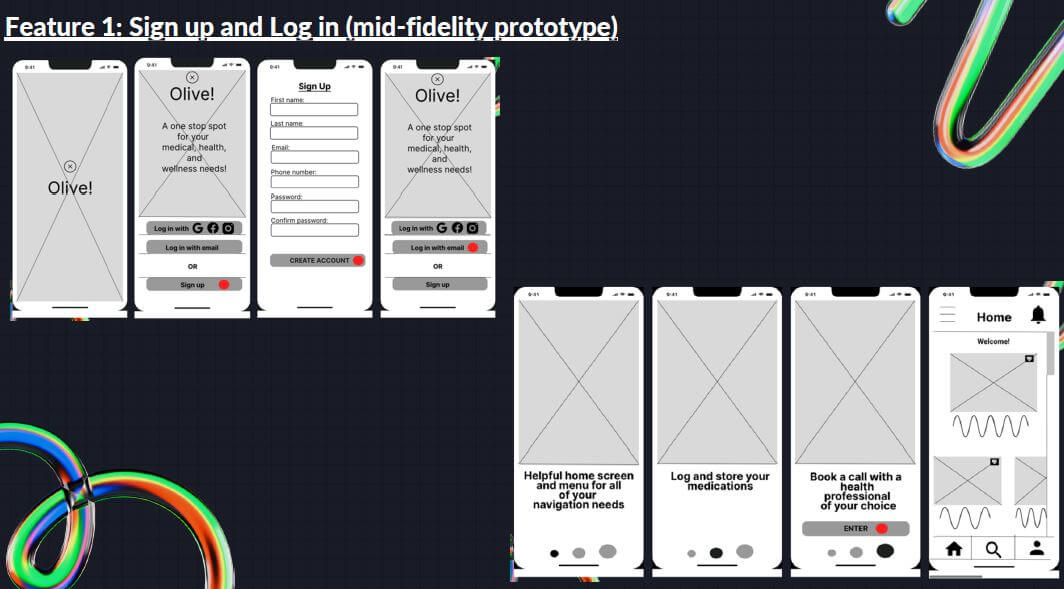 Feature 1: Sign up and Log in (mid-fidelity prototype)
9:41
Olive!
9:41
Olive!
A one stop spot
for your
medical, health,
and
wellness needs!
Log in with
Log in with email
OR
Sign up
9:41
Sign Up
First name:
Last name:
Email:
Phone number:
Password:
Confirm password:
CREATE ACCOUNT
9:41
Olive!
A one stop spot
for your
medical, health,
and
wellness needs!
Log in with
Log in with email
OR
Sign up
9:41
Helpful home screen
and menu for all
of your
navigation needs
9:41
Log and store your
medications
9:41
Book a call with a
health
professional
of your choice
ENTER
9:41
Home
Welcome!